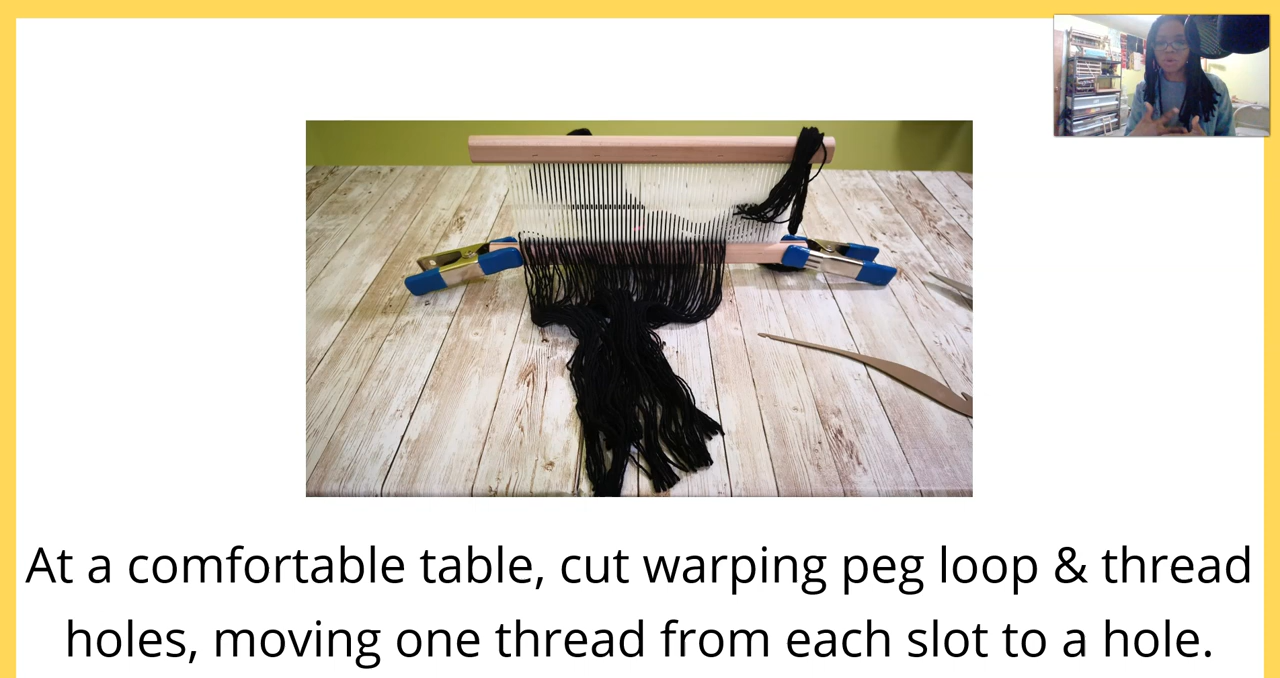 At a comfortable table, cut warping peg loop & thread
holes, moving one thread from each slot to a hole.